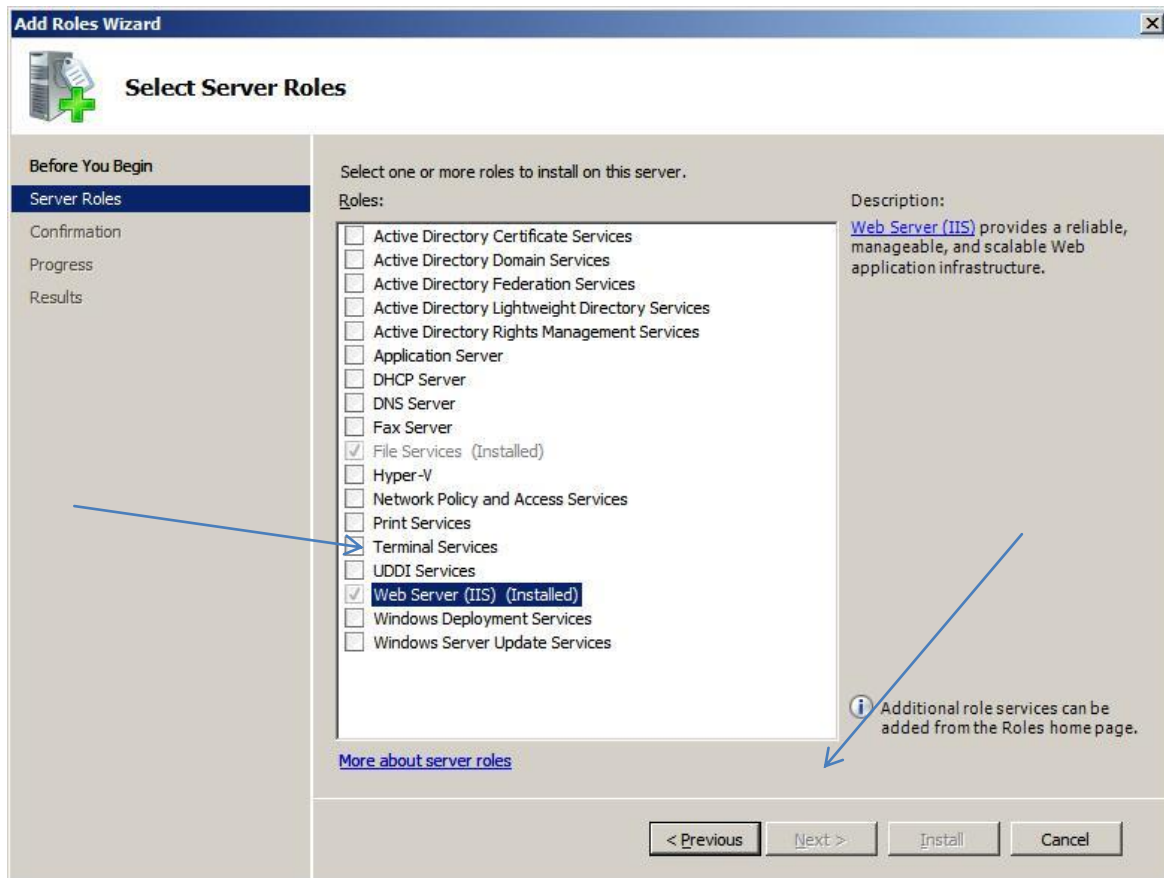 Add Roles Wizard
Select Server Roles
Before You Begin
Server Roles
Confirmation
Progress
Results
Select one or more roles to install on this server.
Roles:
Active Directory Certificate Services
Active Directory Domain Services
Active Directory Federation Services
Active Directory Lightweight Directory Services
Active Directory Rights Management Services
Application Server
DHCP Server
DNS Server
Fax Server
File Services (Installed)
Hyper-V
Network Policy and Access Services
Print Services
Terminal Services
UDDI Services
Web Server (IIS) (Installed)
Windows Deployment Services
Windows Server Update Services
More about server roles
Description:
Web Server (IIS) provides a reliable,
manageable, and scalable Web
application infrastructure.
Additional role services can be
added from the Roles home page.
< Previous
Next >
Install
Cancel